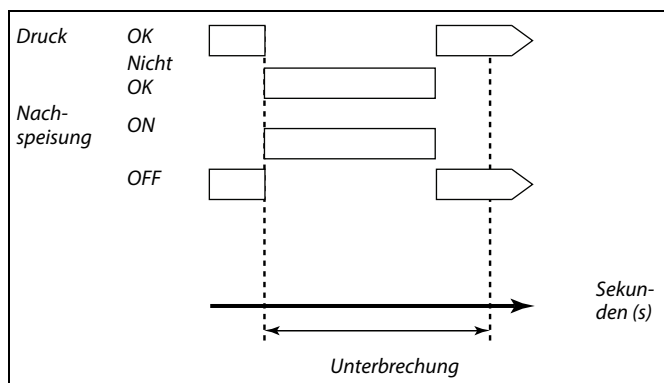 Druck OK
Nicht
OK
Nach-
speisung
ON
OFF
Sekun-
den (s)
Unterbrechung